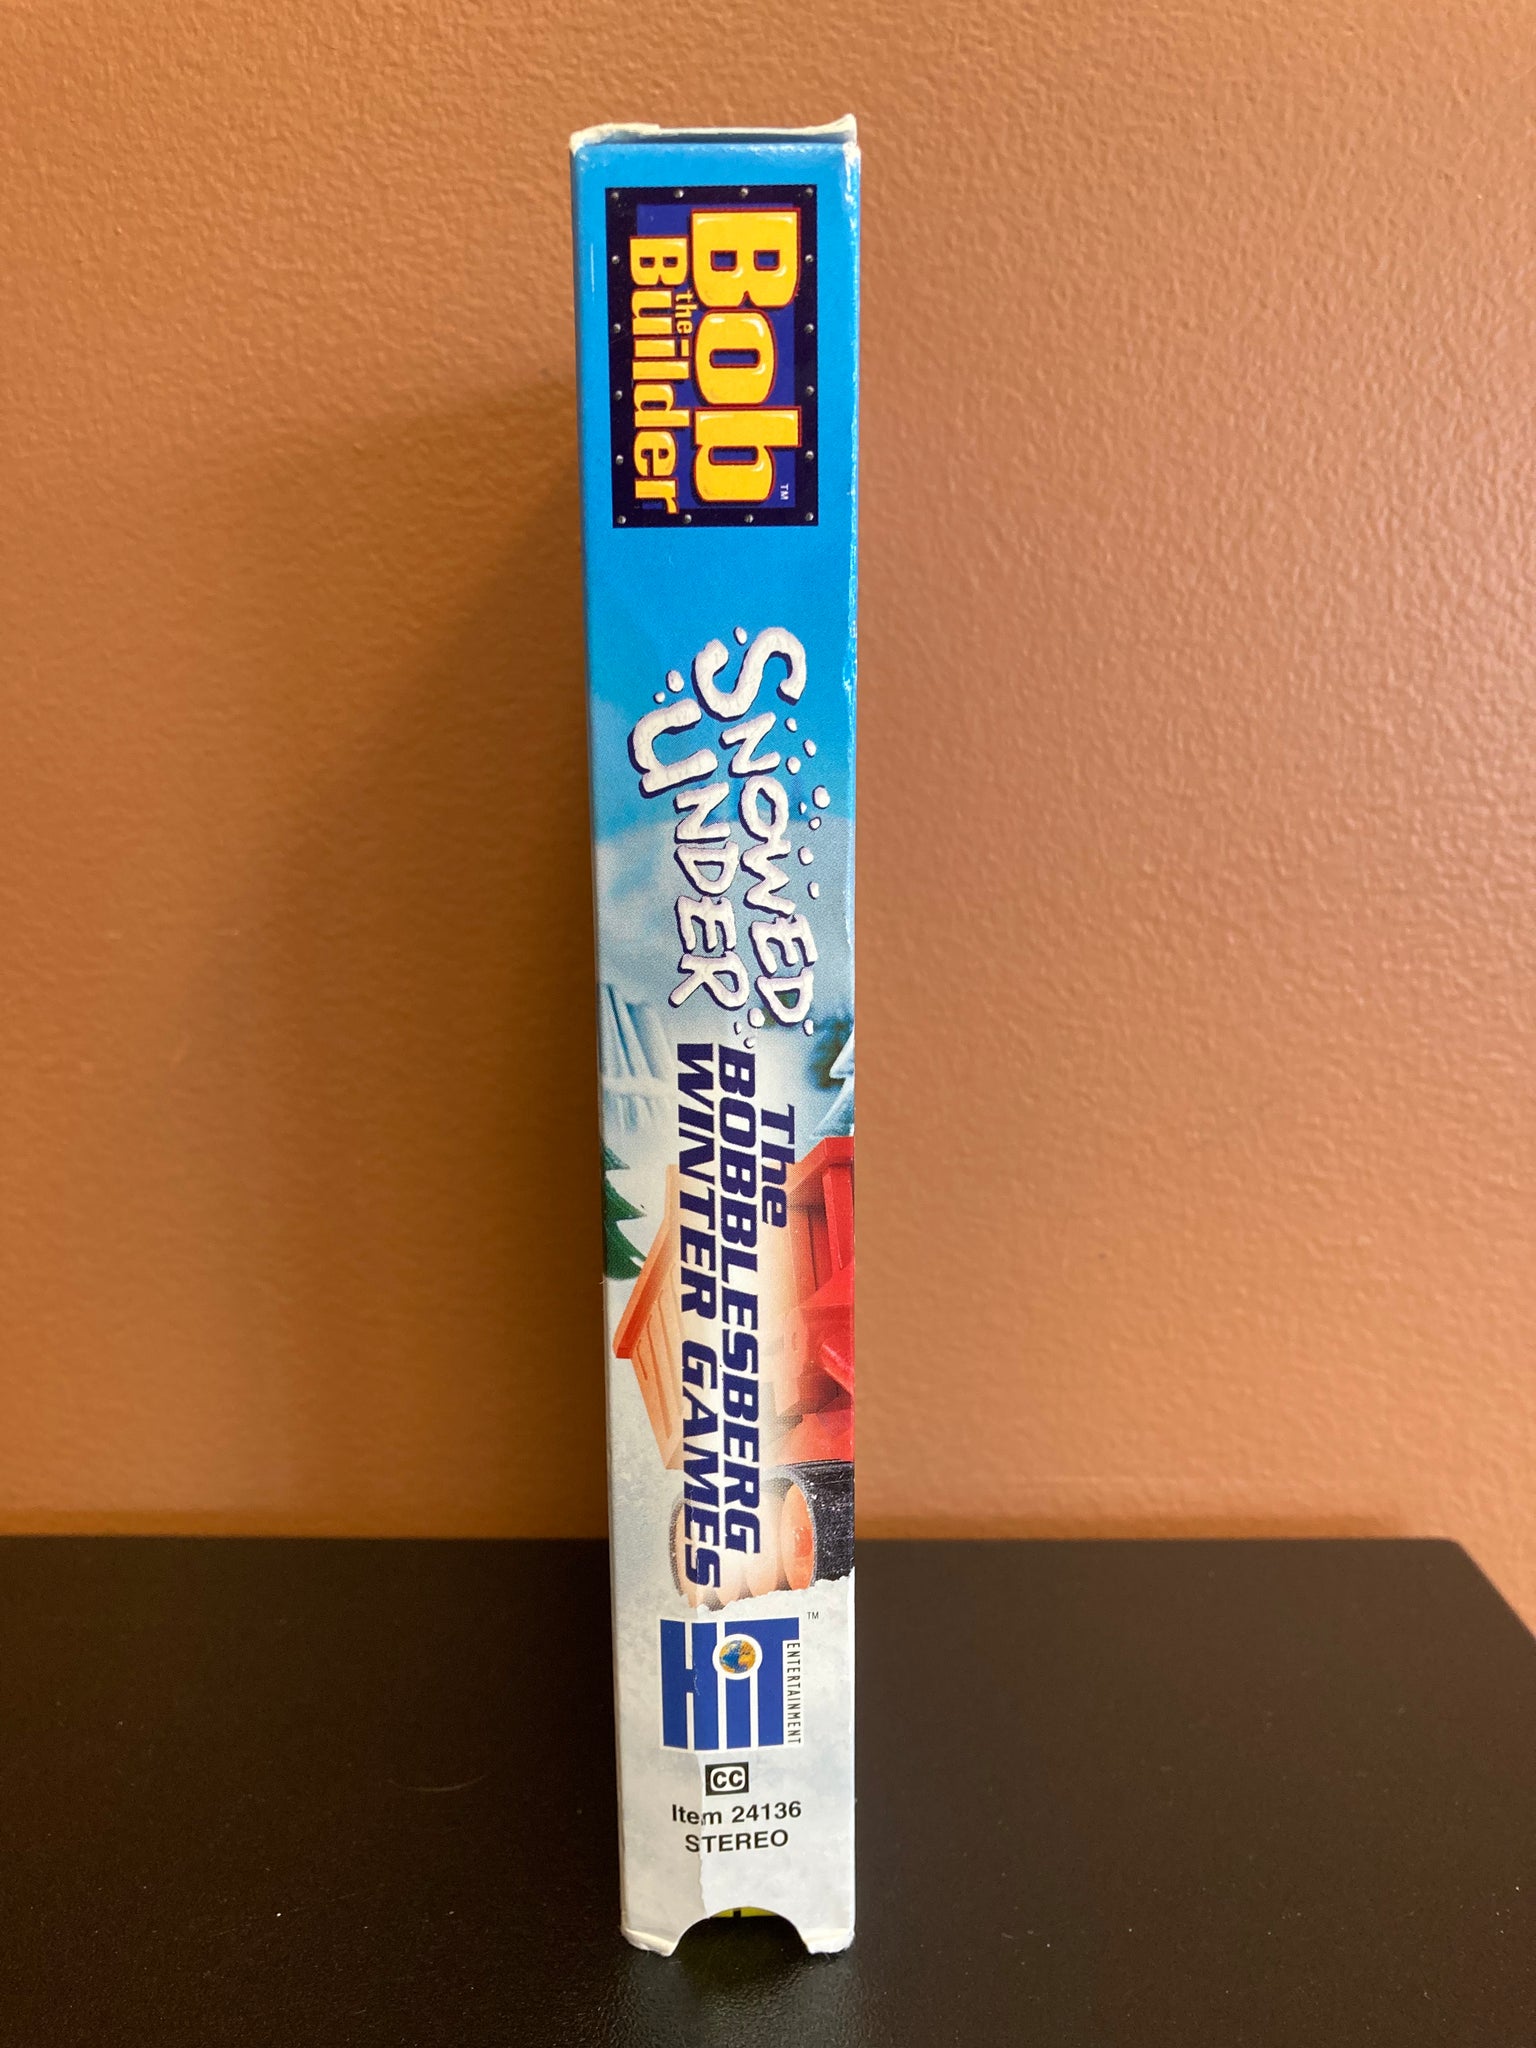 Bob
the
Builder
TM
SNOWED
UNDER
The
BOBBLESBERG
WINTER GAMES
TM
HIT
ENTERTAINMENT
CC
Item 24136
STEREO